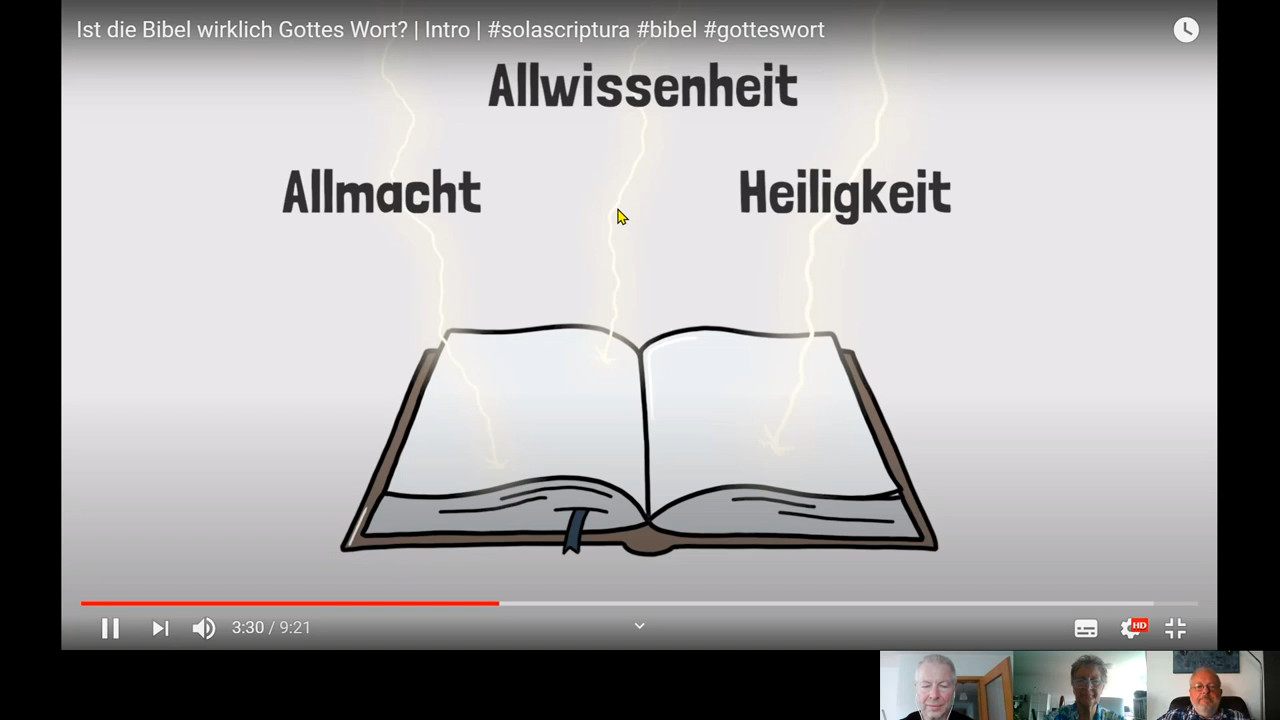 Ist die Bibel wirklich Gottes Wort? | Intro | #solascriptura #bibel #gotteswort
Allwissenheit
Allmacht
Heiligkeit
3:30 / 9:21
HD